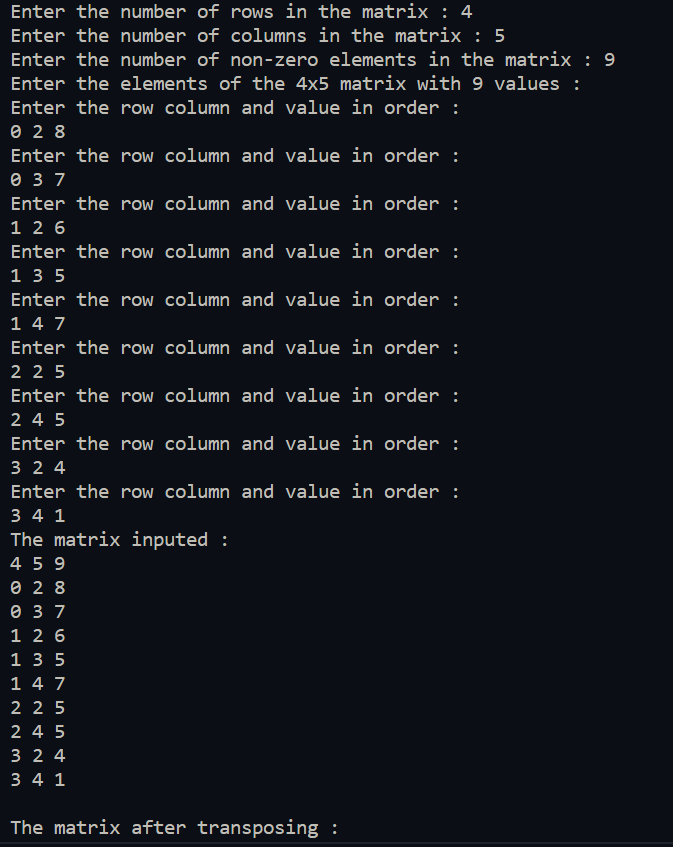 Enter the number of rows in the matrix : 4
Enter the number of columns in the matrix : 5
Enter the number of non-zero elements in the matrix : 9
Enter the elements of the 4x5 matrix with 9 values :
Enter the row column and value in order :
0 2 8
Enter the row column and value in order :
0 3 7
Enter the row column and value in order :
1 2 6
Enter the row column and value in order :
1 3 5
Enter the row column and value in order :
1 4 7
Enter the row column and value in order :
2 2 5
Enter the row column and value in order :
2 4 5
Enter the row column and value in order :
3 2 4
Enter the row column and value in order :
3 4 1
The matrix inputed :
4 5 9
0 2 8
0 3 7
1 2 6
1 3 5
1 4 7
2 2 5
2 4 5
3 2 4
3 4 1
The matrix after transposing :